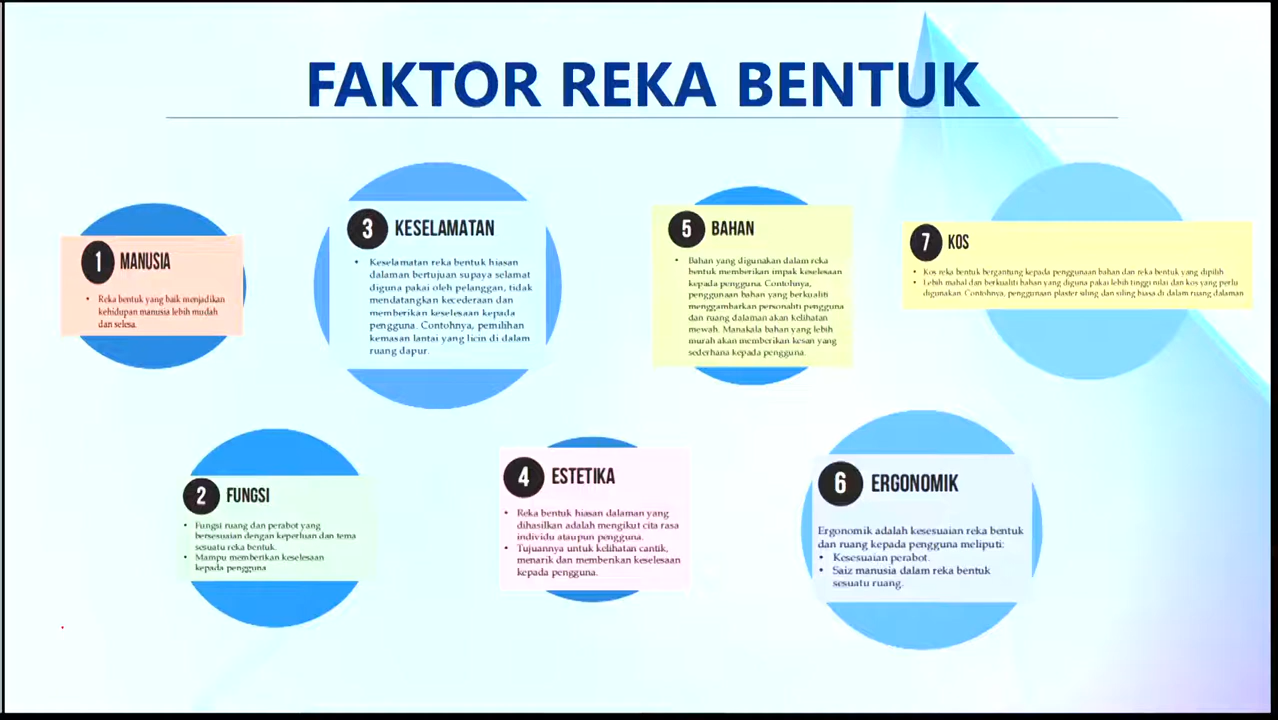 FAKTOR REKA BENTUK
1 MANUSIA
• Reka bentuk yang baik menjadikan
kehidupan manusia lebih mudah
dan selesa.
2 FUNGSI
• Fungsi ruang dan perabot yang
bersesuaian dengan keperluan dan tema
sesuatu reka bentuk.
• Mampu memberikan keselesaan
kepada pengguna
3 KESELAMATAN
• Keselamatan reka bentuk hiasan
dalaman bertujuan supaya selamat
diguna pakai oleh pelanggan, tidak
mendatangkan kecederaan dan
memberikan keselesaan kepada
pengguna. Contohnya, pemilihan
kemasan lantai yang licin di dalam
ruang dapur.
4 ESTETIKA
• Reka bentuk hiasan dalaman yang
dihasilkan adalah mengikut cita rasa
individu ataupun pengguna.
• Tujuannya untuk kelihatan cantik,
menarik dan memberikan keselesaan
kepada pengguna.
5 BAHAN
• Bahan yang digunakan dalam reka
bentuk memberikan impak keselesaan
kepada pengguna. Contohnya,
penggunaan bahan yang berkualiti
menggambarkan personaliti pengguna
dan ruang dalaman akan kelihatan
mewah. Manakala bahan yang lebih
murah akan memberikan kesan yang
sederhana kepada pengguna.
6 ERGONOMIK
Ergonomik adalah kesesuaian reka bentuk
dan ruang kepada pengguna meliputi:
• Kesesuaian perabot.
• Saiz manusia dalam reka bentuk
sesuatu ruang.
7 KOS
• Kos reka bentuk bergantung kepada penggunaan bahan dan reka bentuk yang dipilih
• Lebih mahal dan berkualiti bahan yang diguna pakai lebih tinggi nilai dan kos yang perlu
digunakan. Contohnya, penggunaan plaster siling dan siling biasa di dalam ruang dalaman